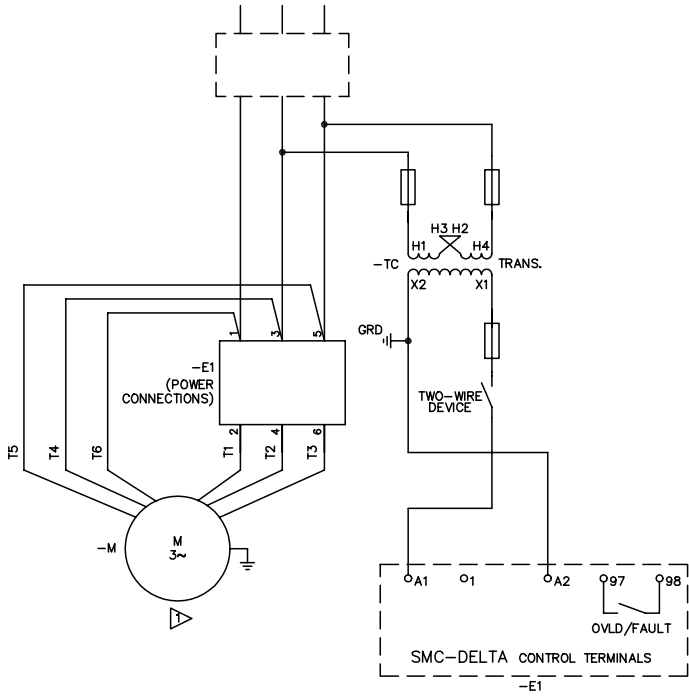 H3 H2
H1
H4
-TC
TRANS.
X2
X1
1
3
5
GRD
-E1
(POWER
CONNECTIONS)
TWO-WIRE
DEVICE
2
4
6
T5
T4
T6
T1
T2
T3
-M
M
3~
1
A1
1
A2
97
98
OVLD/FAULT
SMC-DELTA CONTROL TERMINALS
-E1